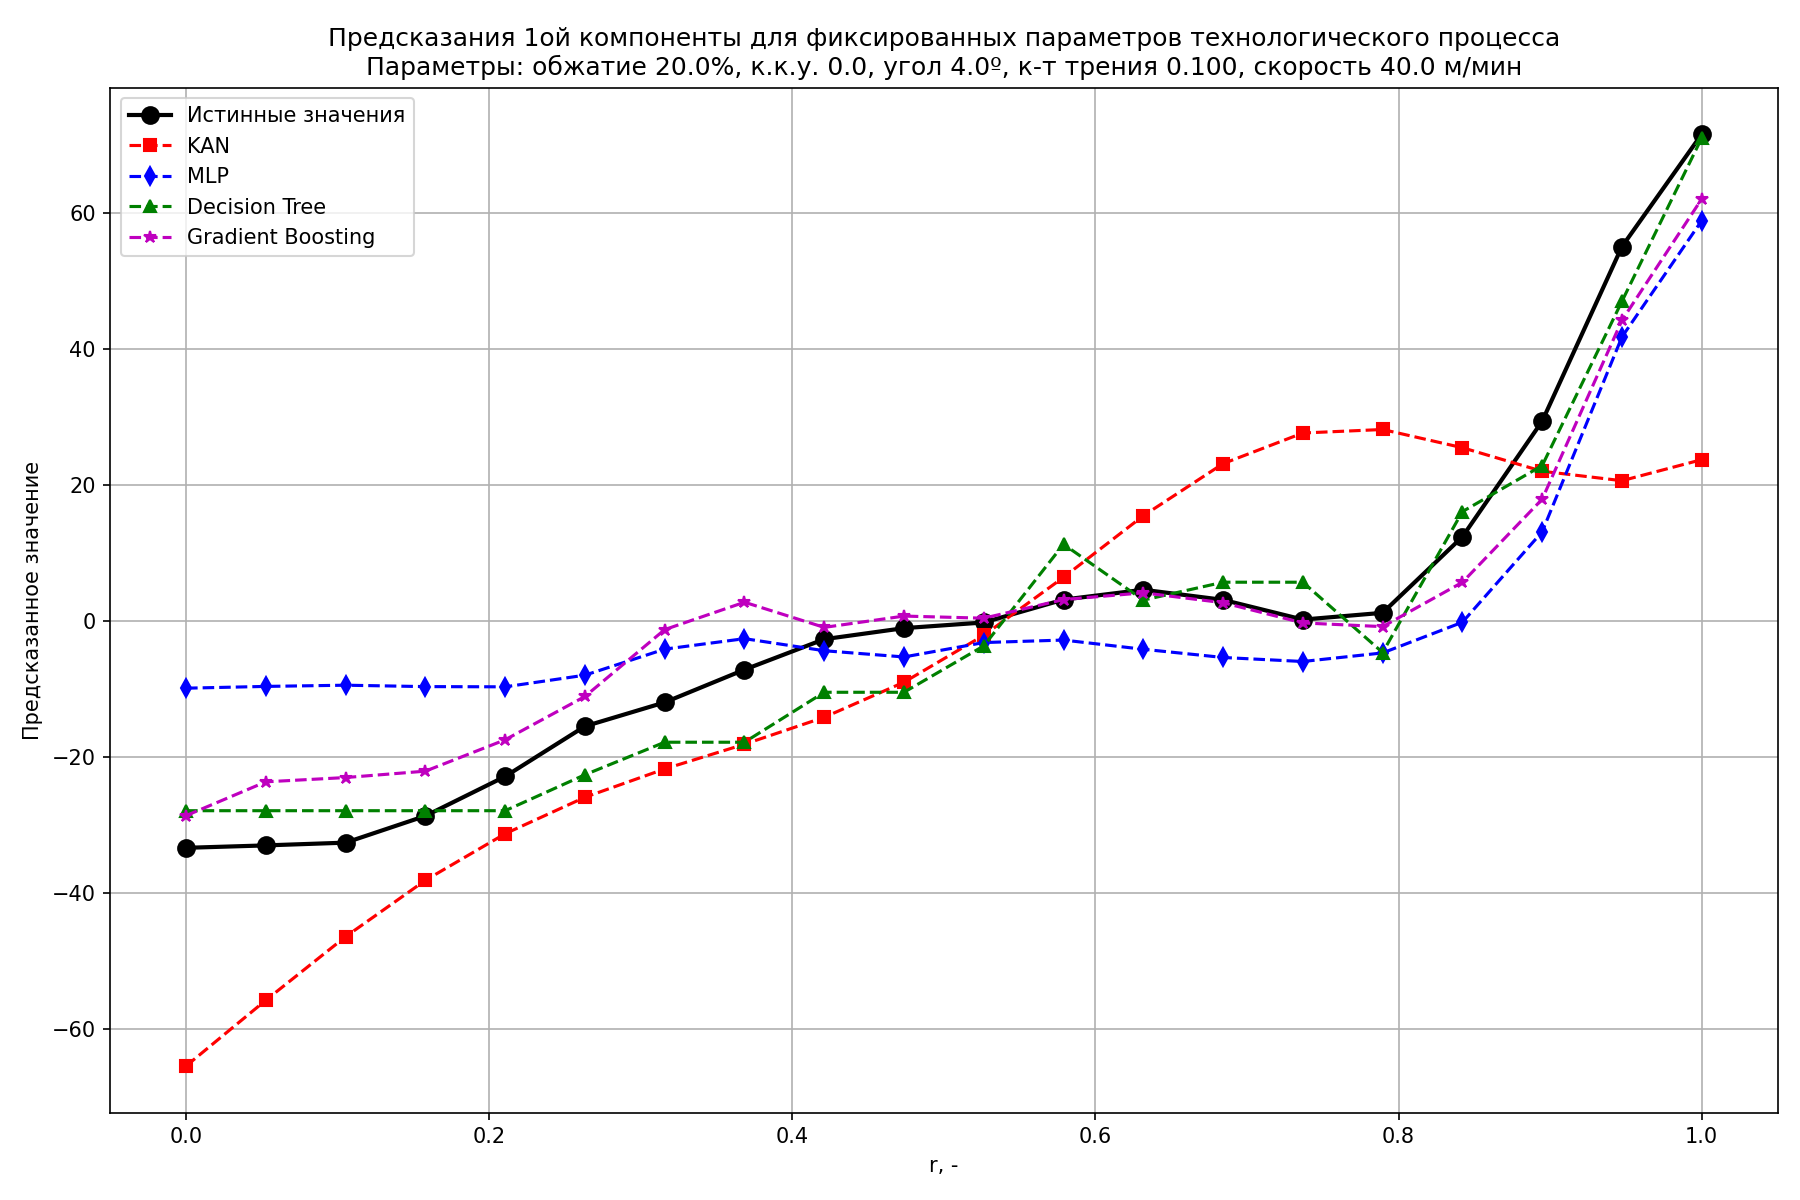 Предсказания 1ой компоненты для фиксированных параметров технологического процесса
Параметры: обжатие 20.0%, к.к.у. 0.0, угол 4.0º, к-т трения 0.100, скорость 40.0 м/мин
Истинные значения
KAN
MLP
Decision Tree
Gradient Boosting
Предсказанное значение
60
40
20
0
−20
−40
−60
0.0
0.2
0.4
0.6
0.8
1.0
r, -